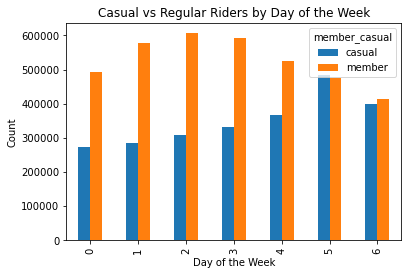 Casual vs Regular Riders by Day of the Week
member_casual
casual
member
Count
600000
500000
400000
300000
200000
100000
0
0 1 2 3 4 5 6
Day of the Week